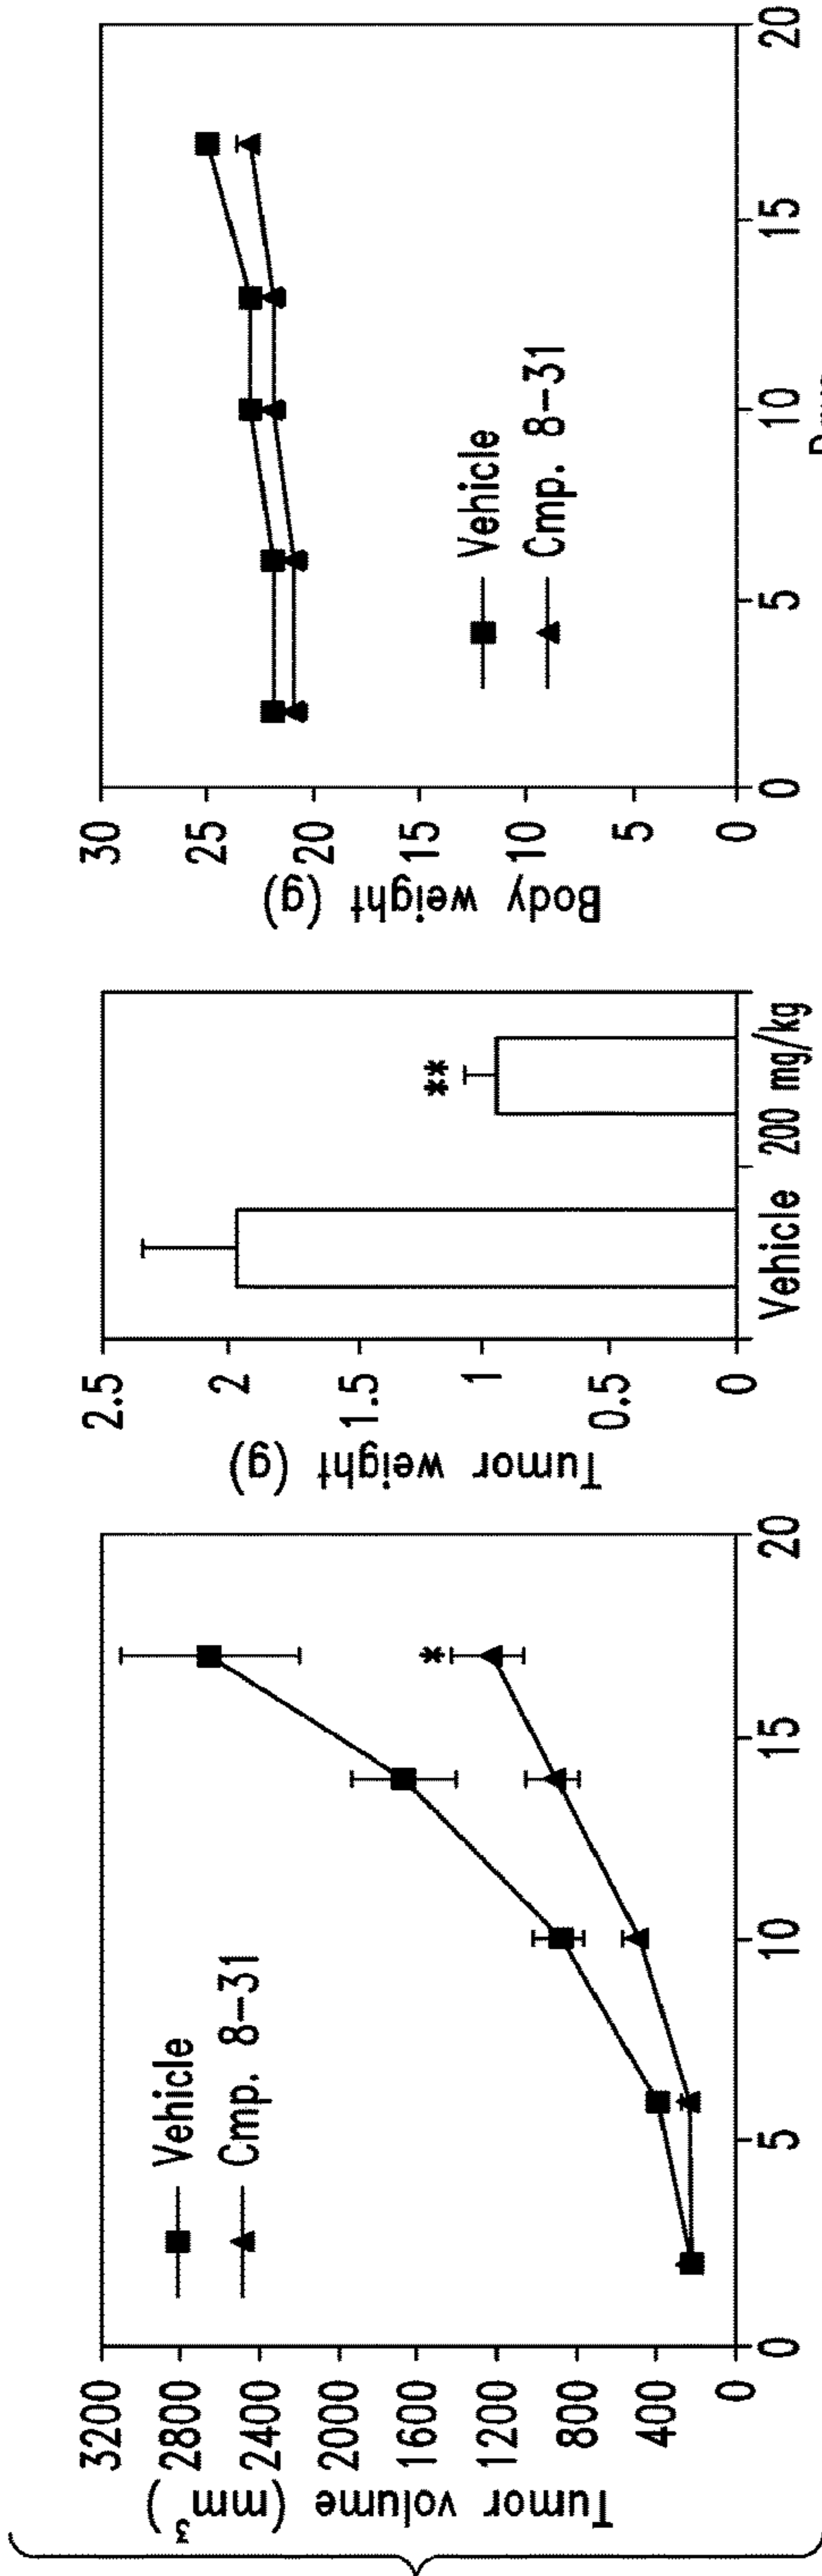 Tumor volume (mm³)
3200
2800
2400
2000
1600
1200
800
400
0
Vehicle
Cmp. 8-31
*
0 5 10 15 20
Tumor weight (g)
2.5
2
1.5
1
0.5
0
**
Vehicle 200 mg/kg
Body weight (g)
30
25
20
15
10
5
0
Vehicle
Cmp. 8-31
0 5 10 15 20